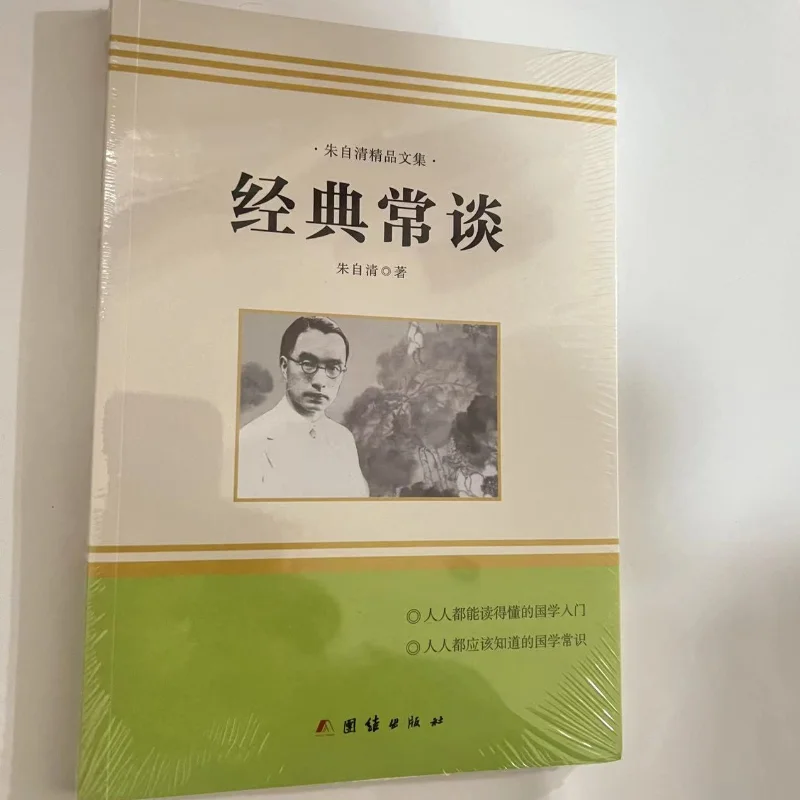 ·朱自清精品文集·
经典常谈
朱自清◎著
◎人人都能读得懂的国学入门
◎人人都应该知道的国学常识
团结出版社